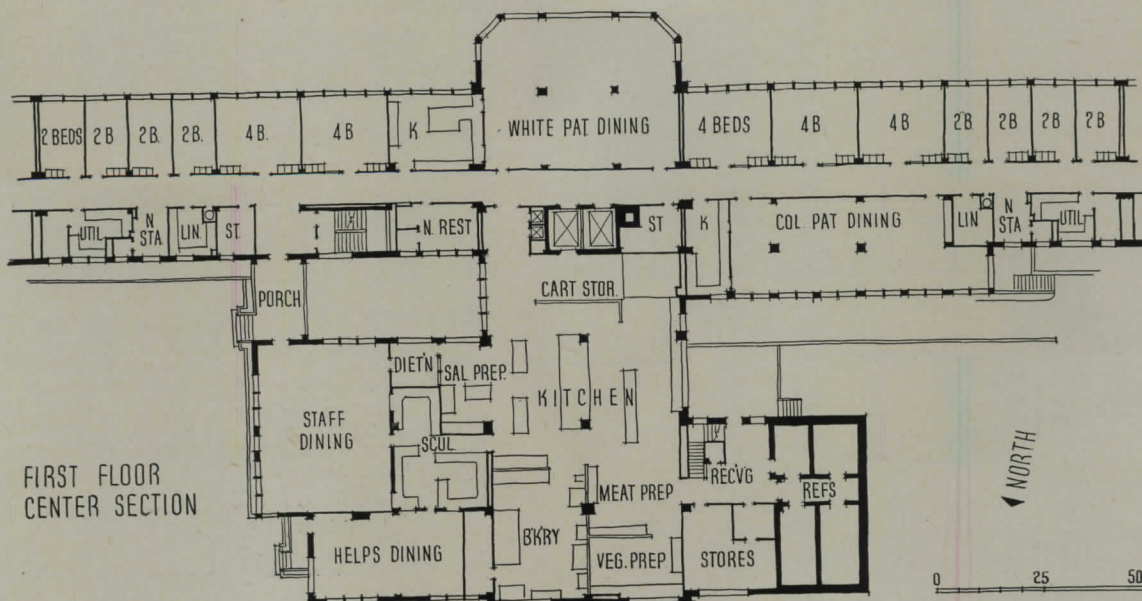 2 BEDS 2B 2B. 2B. 4B. 4B K WHITE PAT. DINING 4 BEDS 4B 4B 2B 2B 2B 2B
UTIL N STA. LIN. ST. N. REST ST K COL. PAT DINING LIN N STA UTIL
PORCH
CART STOR.
DIET'N
SAL PREP.
KITCHEN
STAFF
DINING
SCUL.
FIRST FLOOR
CENTER SECTION
MEAT PREP
RECV'G
REFS
NORTH
HELPS DINING
B'KRY
VEG. PREP
STORES
0 25 50